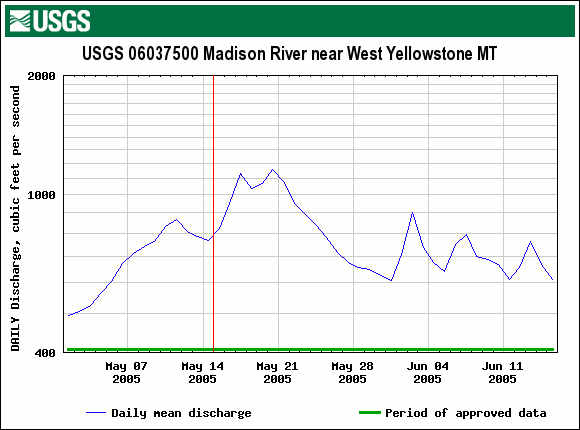 USGS
USGS 06037500 Madison River near West Yellowstone MT
DAILY Discharge, cubic feet per second
2000
1000
400
May 07 2005
May 14 2005
May 21 2005
May 28 2005
Jun 04 2005
Jun 11 2005
Daily mean discharge
Period of approved data